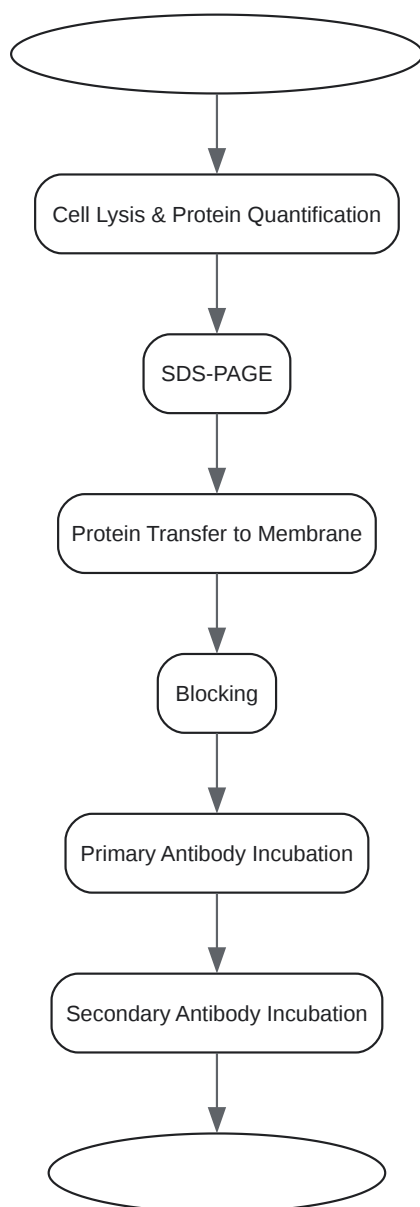 Cell Lysis & Protein Quantification
SDS-PAGE
Protein Transfer to Membrane
Blocking
Primary Antibody Incubation
Secondary Antibody Incubation